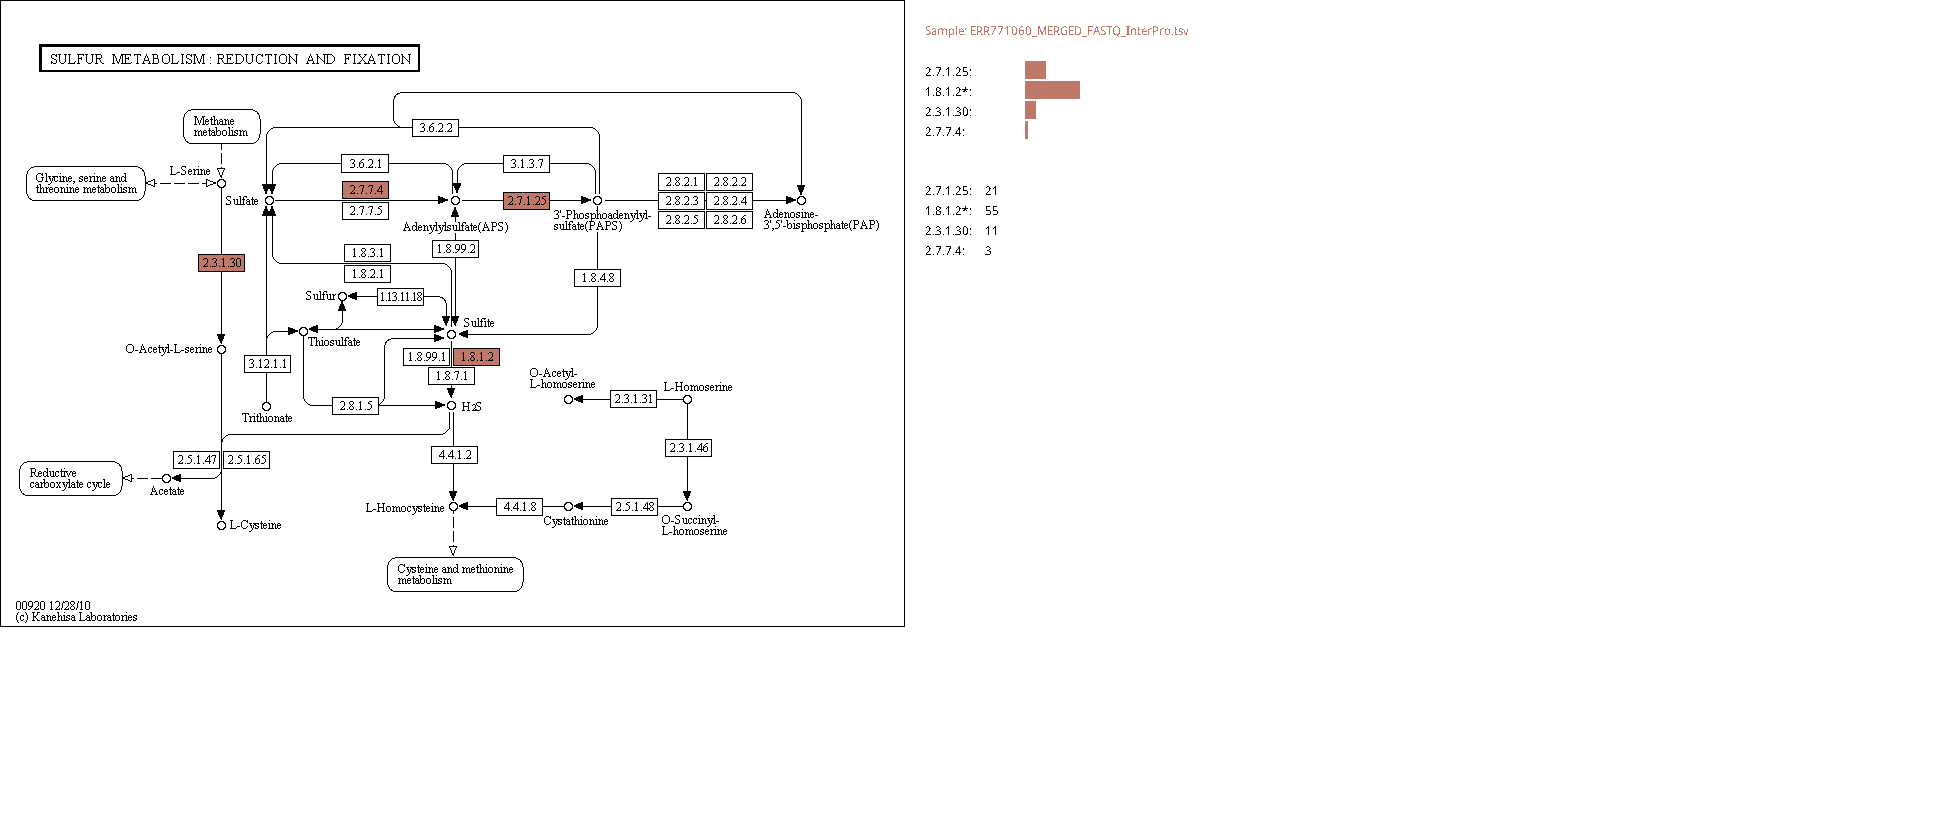 SULFUR METABOLISM : REDUCTION AND FIXATION
Sample: ERR771060_MERGED_FASTQ_InterPro.tsv
2.7.1.25:
1.8.1.2*:
2.3.1.30:
2.7.7.4:
2.7.1.25: 21
1.8.1.2*: 55
2.3.1.30: 11
2.7.7.4: 3
Methane
metabolism
3.6.2.2
L-Serine
3.6.2.1
3.1.3.7
Glycine, serine and
threonine metabolism
2.7.7.4
2.7.7.5
Sulfate
2.7.1.25
2.8.2.1
2.8.2.2
2.8.2.3
2.8.2.4
2.8.2.5
2.8.2.6
Adenylylsulfate(APS)
3'-Phosphoadenylyl-
sulfate(PAPS)
Adenosine-
3',5'-bisphosphate(PAP)
1.8.99.2
1.8.3.1
1.8.2.1
2.3.1.30
1.8.4.8
Sulfur
1.13.11.18
Sulfite
Thiosulfate
O-Acetyl-L-serine
3.12.1.1
1.8.99.1
1.8.1.2
1.8.7.1
O-Acetyl-
L-homoserine
L-Homoserine
2.3.1.31
2.8.1.5
H2S
Trithionate
2.3.1.46
4.4.1.2
2.5.1.47
2.5.1.65
Reductive
carboxylate cycle
Acetate
L-Homocysteine
4.4.1.8
2.5.1.48
Cystathionine
O-Succinyl-
L-homoserine
L-Cysteine
Cysteine and methionine
metabolism
00920 12/28/10
(c) Kanehisa Laboratories